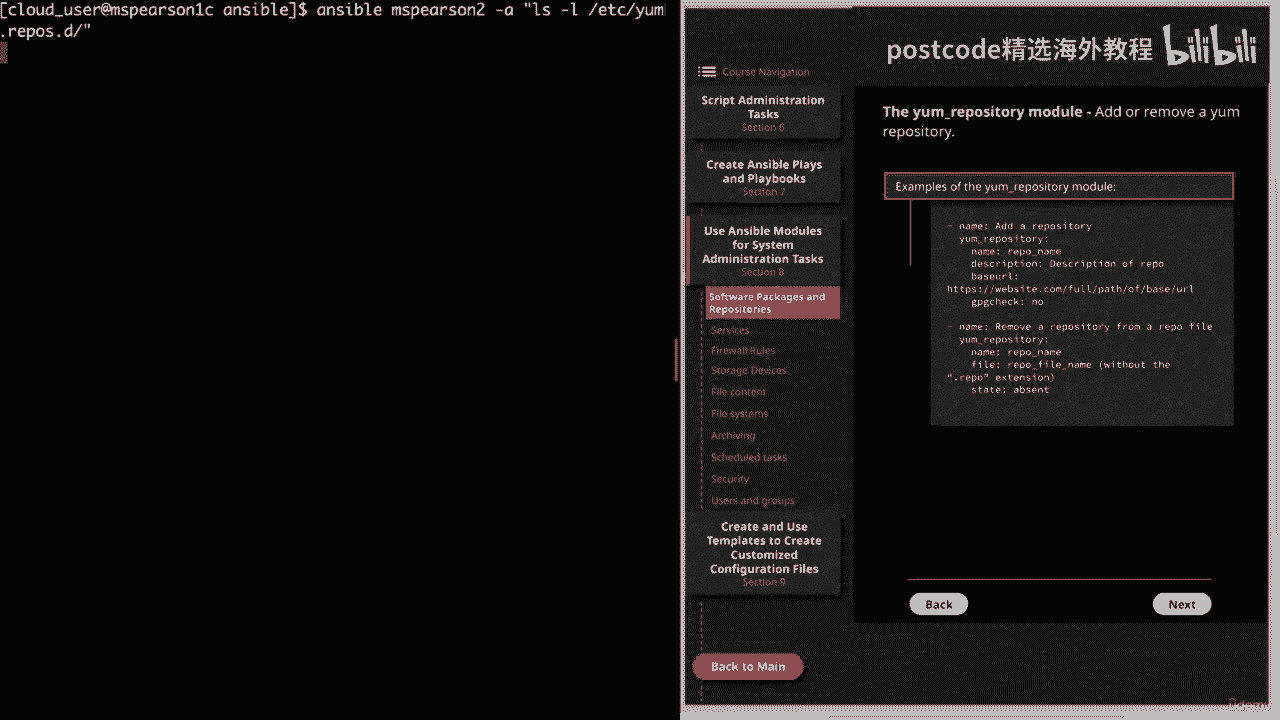 [cloud_user@mspearson1c ansible]$ ansible mspearson2 -a "ls -l /etc/yum
.repos.d/"
postcode精选海外教程 bilibili
Course Navigation
Script Administration
Tasks
Section 6
Create Ansible Plays
and Playbooks
Section 7
Use Ansible Modules
for System
Administration Tasks
Section 8
Software Packages and
Repositories
Services
Firewall Rules
Storage Devices
File content
File systems
Archiving
Scheduled tasks
Security
Users and groups
Create and Use
Templates to Create
Customized
Configuration Files
Section 9
Back to Main
The yum_repository module - Add or remove a yum
repository.
Examples of the yum_repository module:
- name: Add a repository
yum_repository:
name: repo_name
description: Description of repo
baseurl:
https://website.com/full/path/of/base/url
gpgcheck: no
- name: Remove a repository from a repo file
yum_repository:
name: repo_name
file: repo_file_name (without the
".repo" extension)
state: absent
Back
Next
Udemy